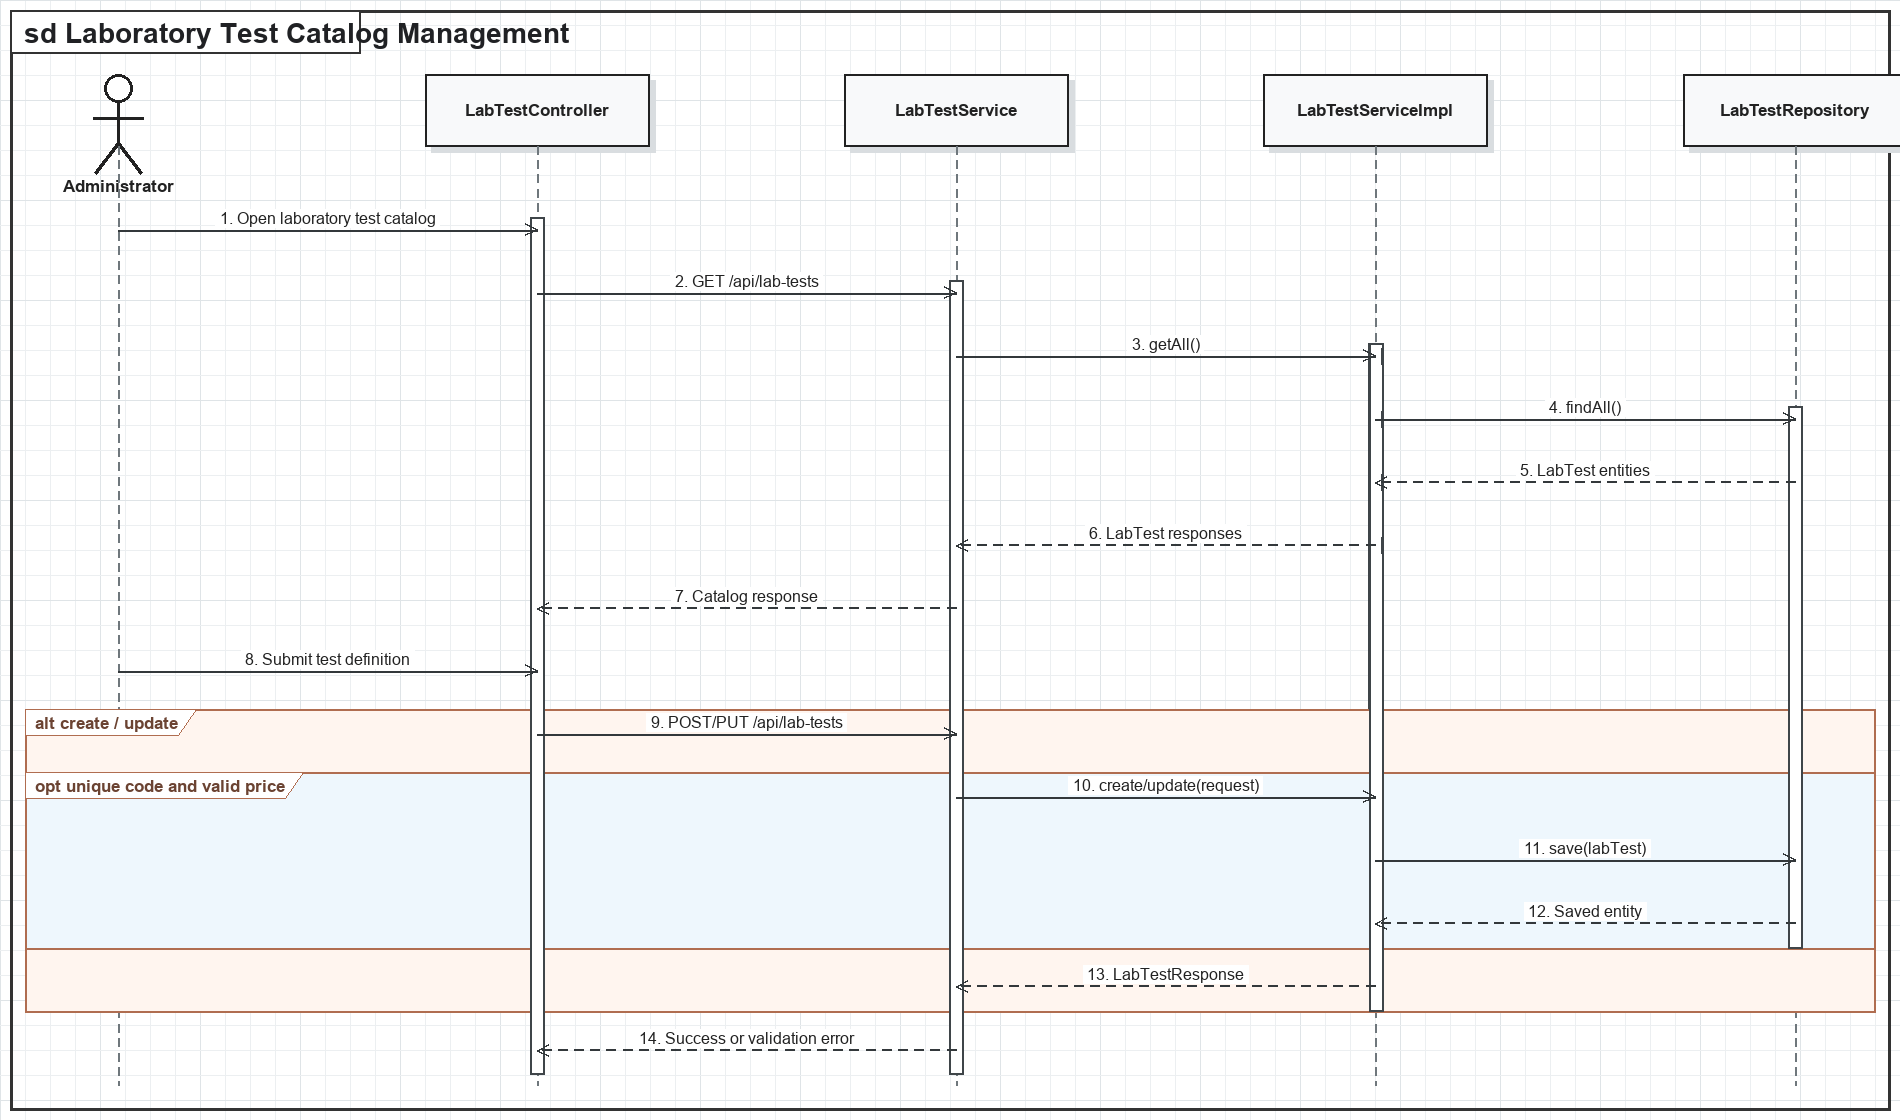 sd Laboratory Test Catalog Management
LabTestController
LabTestService
LabTestServiceImpl
LabTestRepository
Administrator
1. Open laboratory test catalog
2. GET /api/lab-tests
3. getAll()
4. findAll()
5. LabTest entities
6. LabTest responses
7. Catalog response
8. Submit test definition
alt create / update
9. POST/PUT /api/lab-tests
opt unique code and valid price
10. create/update(request)
11. save(labTest)
12. Saved entity
13. LabTestResponse
14. Success or validation error